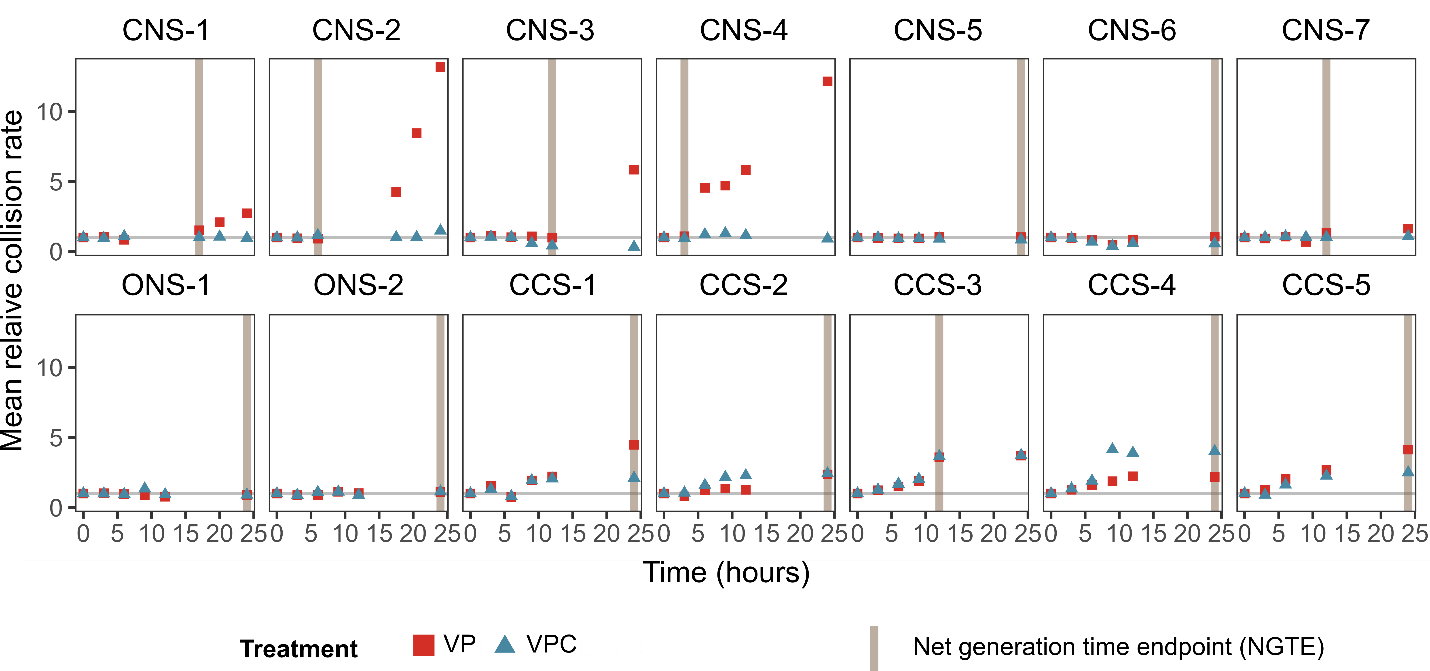 CNS-1 CNS-2 CNS-3 CNS-4 CNS-5 CNS-6 CNS-7
10
5
0
ONS-1 ONS-2 CCS-1 CCS-2 CCS-3 CCS-4 CCS-5
10
5
0
Mean relaive collision rate
0 5 10 15 20 25 0 5 10 15 20 25 0 5 10 15 20 25 0 5 10 15 20 25 0 5 10 15 20 25 0 5 10 15 20 25 0 5 10 15 20 25
Time (hours)
Treatment VP VPC Net generation time endpoint (NGTE)